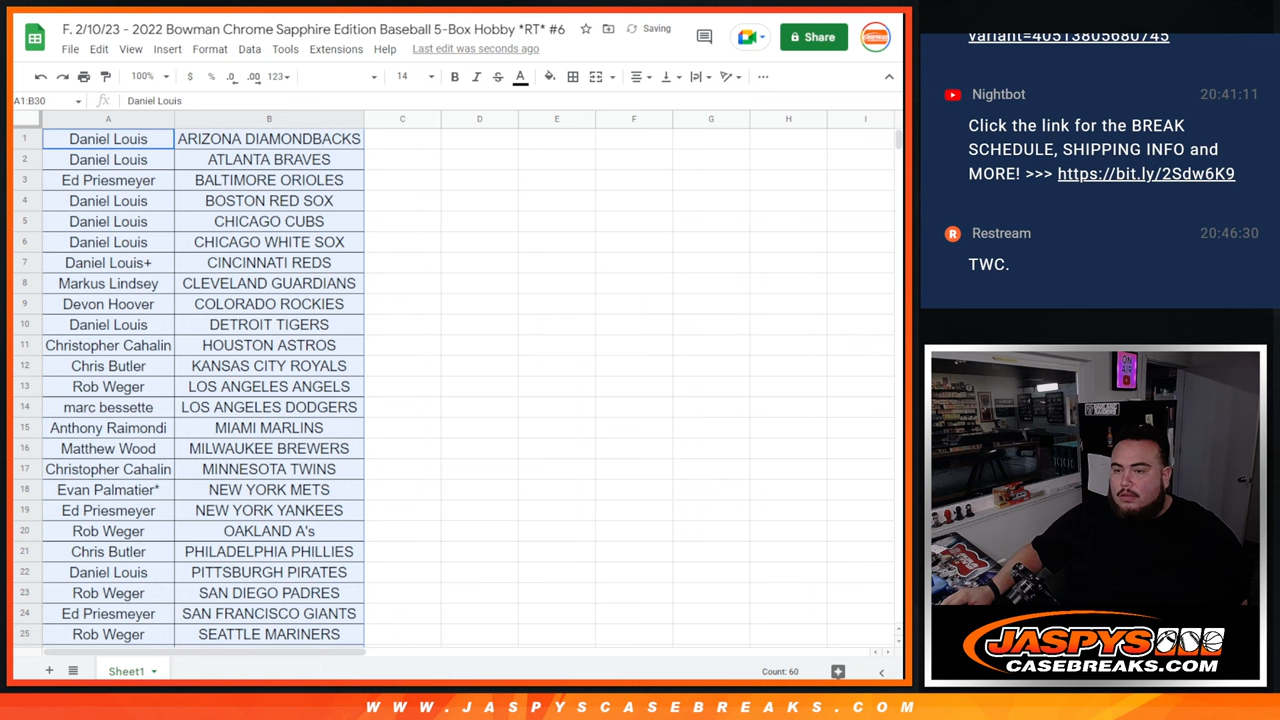 F. 2/10/23 - 2022 Bowman Chrome Sapphire Edition Baseball 5-Box Hobby *RT* #6
Saving
Share
File Edit View Insert Format Data Tools Extensions Help Last edit was seconds ago
100% $ % .0 .00 123 14 B I S A
A1:B30 fx Daniel Louis
A B C D E F G H I
1 Daniel Louis ARIZONA DIAMONDBACKS
2 Daniel Louis ATLANTA BRAVES
3 Ed Priesmeyer BALTIMORE ORIOLES
4 Daniel Louis BOSTON RED SOX
5 Daniel Louis CHICAGO CUBS
6 Daniel Louis CHICAGO WHITE SOX
7 Daniel Louis+ CINCINNATI REDS
8 Markus Lindsey CLEVELAND GUARDIANS
9 Devon Hoover COLORADO ROCKIES
10 Daniel Louis DETROIT TIGERS
11 Christopher Cahalin HOUSTON ASTROS
12 Chris Butler KANSAS CITY ROYALS
13 Rob Weger LOS ANGELES ANGELS
14 marc bessette LOS ANGELES DODGERS
15 Anthony Raimondi MIAMI MARLINS
16 Matthew Wood MILWAUKEE BREWERS
17 Christopher Cahalin MINNESOTA TWINS
18 Evan Palmatier* NEW YORK METS
19 Ed Priesmeyer NEW YORK YANKEES
20 Rob Weger OAKLAND A's
21 Chris Butler PHILADELPHIA PHILLIES
22 Daniel Louis PITTSBURGH PIRATES
23 Rob Weger SAN DIEGO PADRES
24 Ed Priesmeyer SAN FRANCISCO GIANTS
25 Rob Weger SEATTLE MARINERS
Sheet1
Count: 60
variant=40513805680745
Nightbot 20:41:11
Click the link for the BREAK
SCHEDULE, SHIPPING INFO and
MORE! >>> https://bit.ly/2Sdw6K9
Restream 20:46:30
TWC.
ON
AIR
JASPYS
CASEBREAKS.COM
WWW.JASPYSCASEBREAKS.COM